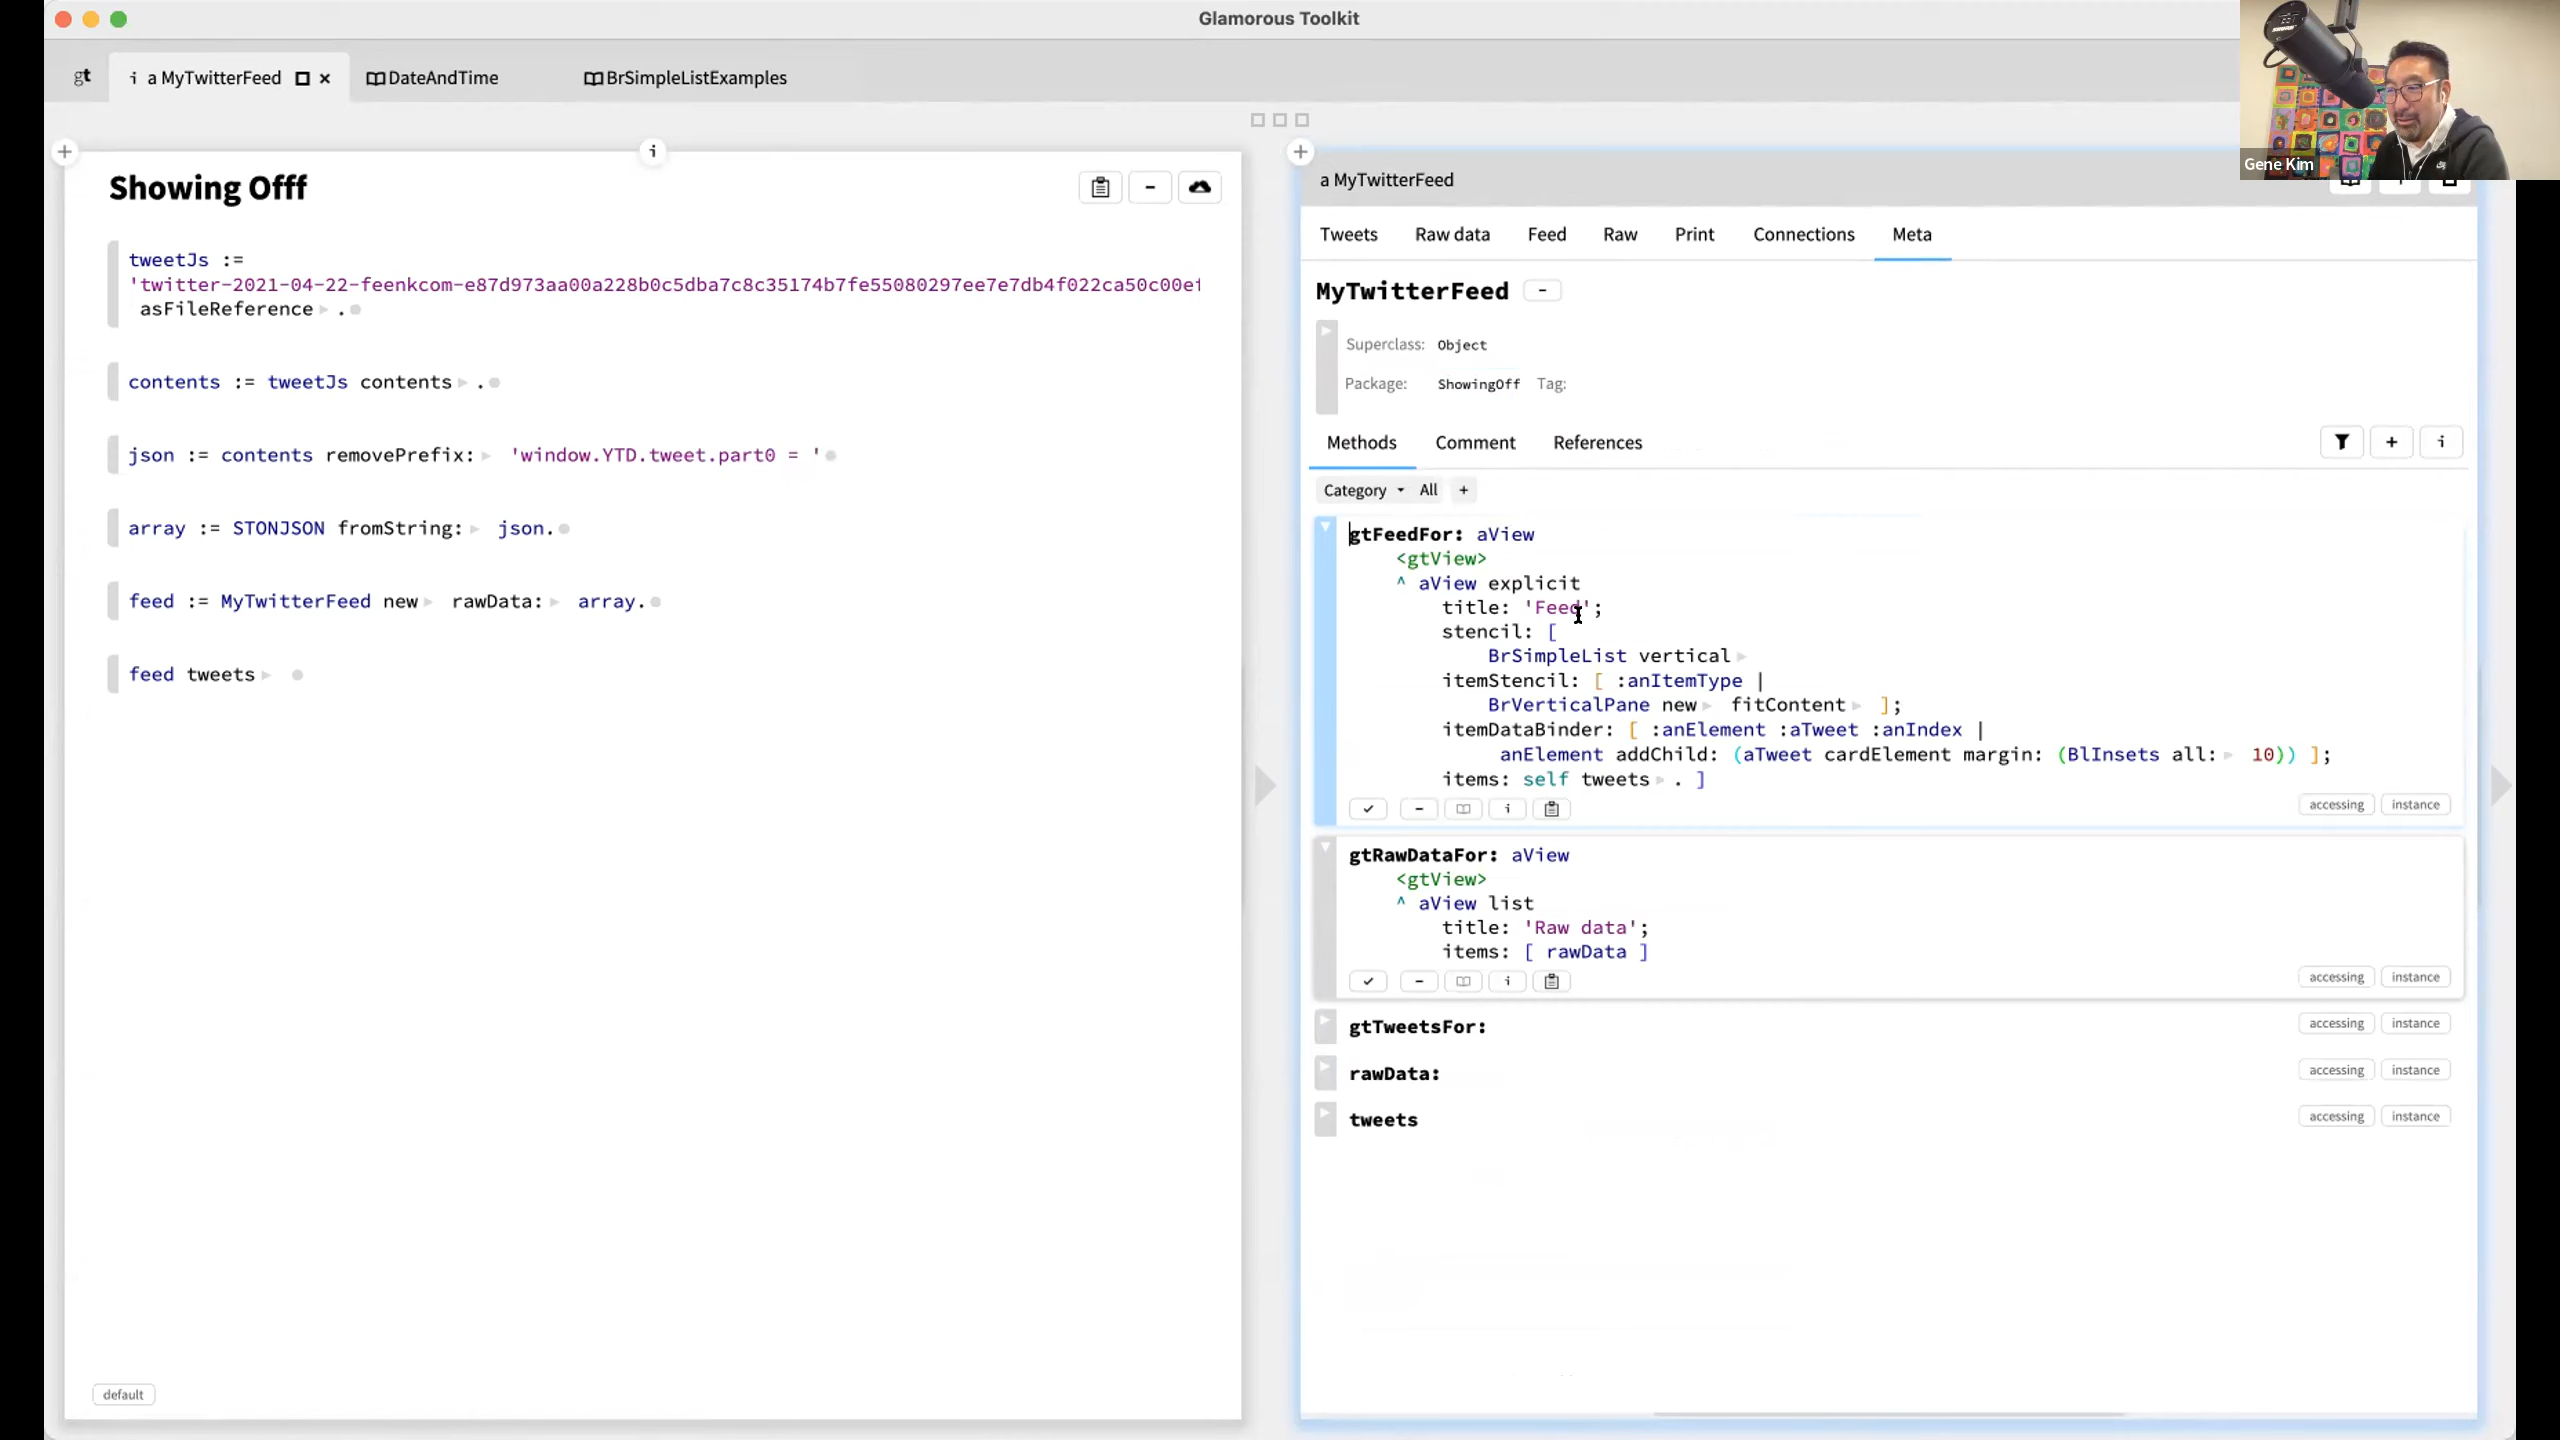 Glamorous Toolkit
gt
i a MyTwitterFeed
DateAndTime
BrSimpleListExamples
Gene Kim
Showing Offf
tweetJs :=
'twitter-2021-04-22-feenkcom-e87d973aa00a228b0c5dba7c8c35174b7fe55080297ee7e7db4f022ca50c00e
asFileReference .
contents := tweetJs contents .
json := contents removePrefix: 'window.YTD.tweet.part0 = '
array := STONJSON fromString: json.
feed := MyTwitterFeed new rawData: array.
feed tweets
default
a MyTwitterFeed
Tweets Raw data Feed Raw Print Connections Meta
MyTwitterFeed
Superclass: Object
Package: ShowingOff Tag:
Methods Comment References
Category All +
gtFeedFor: aView
<gtView>
^ aView explicit
title: 'Feed';
stencil: [
BrSimpleList vertical
itemStencil: [ :anItemType |
BrVerticalPane new fitContent ];
itemDataBinder: [ :anElement :aTweet :anIndex |
anElement addChild: (aTweet cardElement margin: (BlInsets all: 10)) ];
items: self tweets . ]
accessing instance
gtRawDataFor: aView
<gtView>
^ aView list
title: 'Raw data';
items: [ rawData ]
accessing instance
gtTweetsFor: accessing instance
rawData: accessing instance
tweets accessing instance